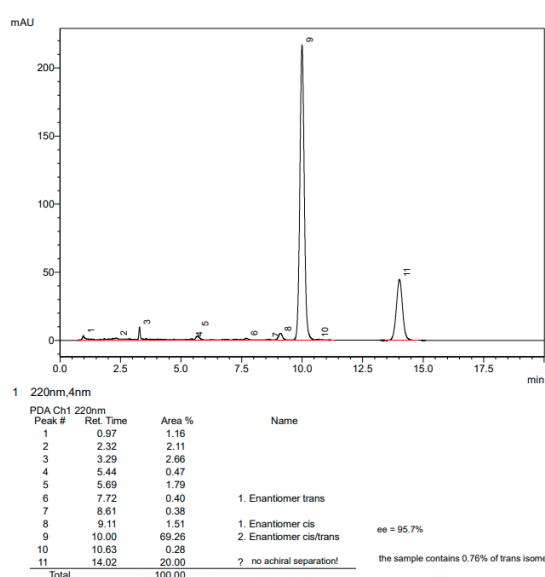 mAU
200
150
100
50
0
1 2 3 4 5 6 7 8 9 10 11
0.0 2.5 5.0 7.5 10.0 12.5 15.0 17.5
min
1 220nm,4nm
PDA Ch1 220nm
Peak # Ret. Time Area % Name
1 0.97 1.16
2 2.32 2.11
3 3.29 2.66
4 5.44 0.47
5 5.69 1.79
6 7.72 0.40 1. Enantiomer trans
7 8.61 0.38
8 9.11 1.51 1. Enantiomer cis
9 10.00 69.26 2. Enantiomer cis/trans ee = 95.7%
10 10.63 0.28
11 14.02 20.00 ? no achiral separation! the sample contains 0.76% of trans isome
Total 100.00